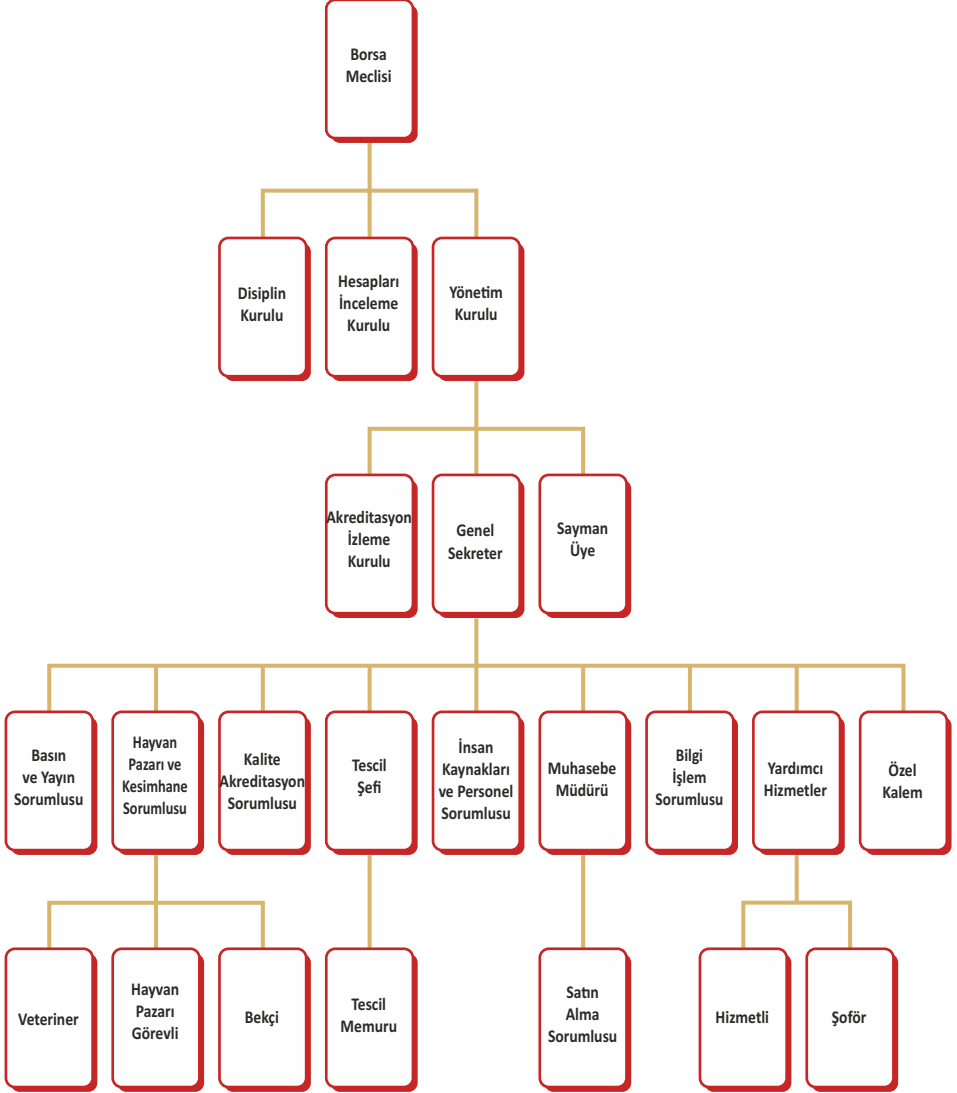 Borsa
Meclisi
Disiplin
Kurulu
Hesapları
İnceleme
Kurulu
Yönetim
Kurulu
Akreditasyon
İzleme
Kurulu
Genel
Sekreter
Sayman
Üye
Basın
ve Yayın
Sorumlusu
Hayvan
Pazarı ve
Kesimhane
Sorumlusu
Kalite
Akreditasyon
Sorumlusu
Tescil
Şefi
İnsan
Kaynakları
ve Personel
Sorumlusu
Muhasebe
Müdürü
Bilgi
İşlem
Sorumlusu
Yardımcı
Hizmetler
Özel
Kalem
Veteriner
Hayvan
Pazarı
Görevli
Bekçi
Tescil
Memuru
Satın
Alma
Sorumlusu
Hizmetli
Şoför